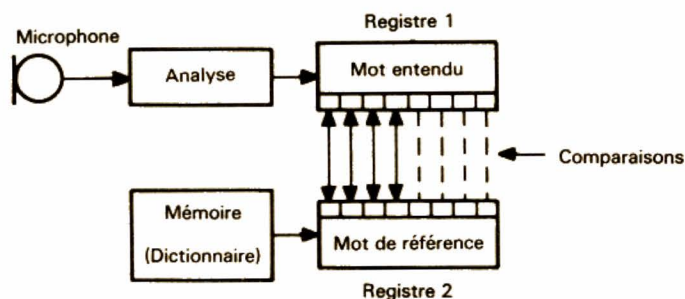 Registre 1
Microphone
Analyse
Mot entendu
Comparaisons
Mémoire
(Dictionnaire)
Mot de référence
Registre 2